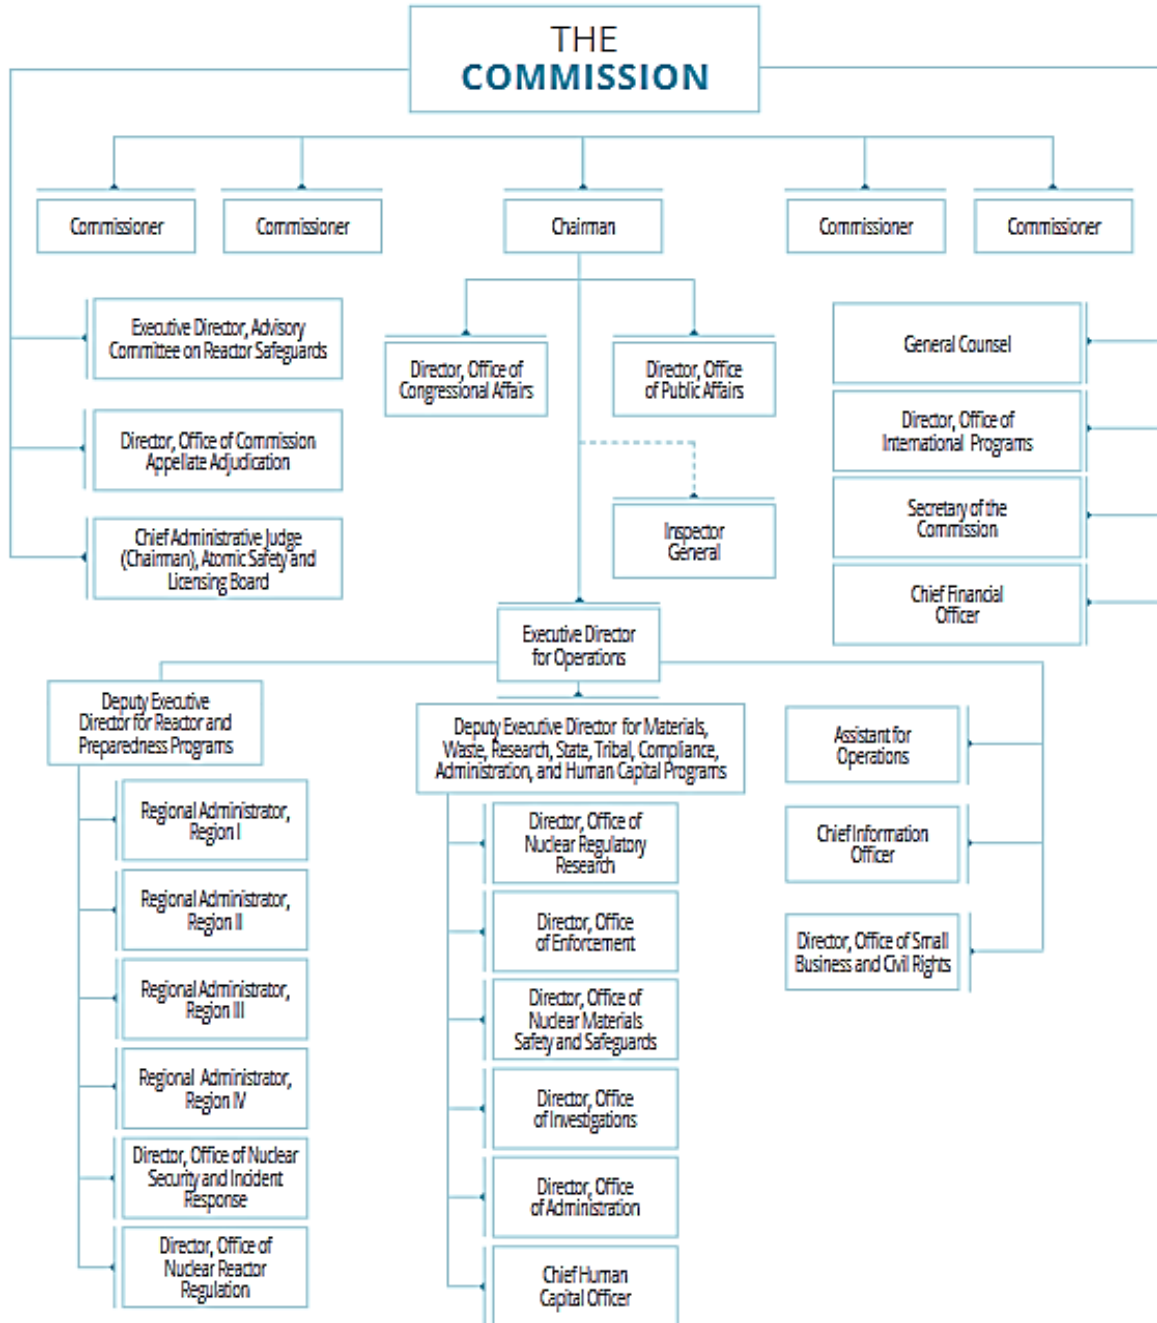 THE
COMMISSION
Commissioner
Commissioner
Chairman
Commissioner
Commissioner
Executive Director, Advisory
Committee on Reactor Safeguards
Director, Office of Commission
Appellate Adjudication
Chief Administrative Judge
(Chairman), Atomic Safety and
Licensing Board
Director, Office of
Congressional Affairs
Director, Office
of Public Affairs
Inspector
General
General Counsel
Director, Office of
International Programs
Secretary of the
Commission
Chief Financial
Officer
Executive Director
for Operations
Deputy Executive
Director for Reactor and
Preparedness Programs
Regional Administrator,
Region I
Regional Administrator,
Region II
Regional Administrator,
Region III
Regional Administrator,
Region IV
Director, Office of Nuclear
Security and Incident
Response
Director, Office of
Nuclear Reactor
Regulation
Deputy Executive Director for Materials,
Waste, Research, State, Tribal, Compliance,
Administration, and Human Capital Programs
Director, Office of
Nuclear Regulatory
Research
Director, Office
of Enforcement
Director, Office of
Nuclear Materials
Safety and Safeguards
Director, Office
of Investigations
Director, Office
of Administration
Chief Human
Capital Officer
Assistant for
Operations
Chief Information
Officer
Director, Office of Small
Business and Civil Rights